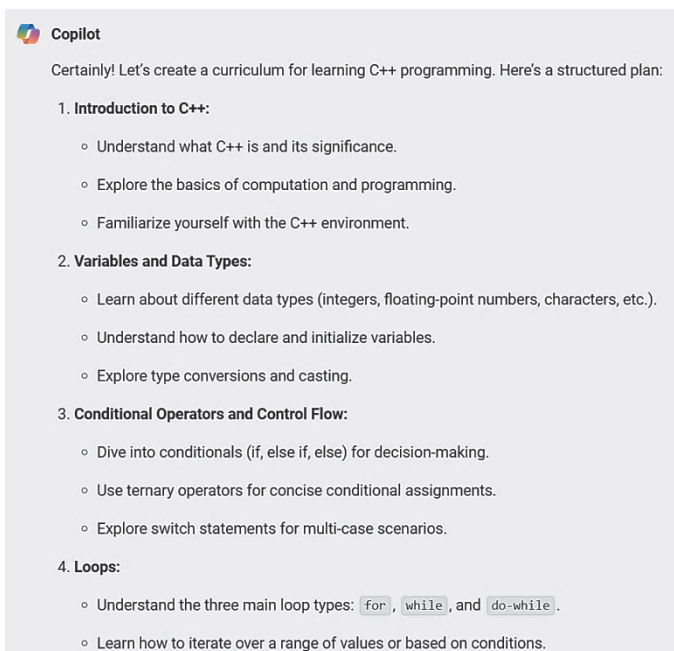 Copilot
Certainly! Let’s create a curriculum for learning C++ programming. Here’s a structured plan:
1. Introduction to C++:
◦ Understand what C++ is and its significance.
◦ Explore the basics of computation and programming.
◦ Familiarize yourself with the C++ environment.
2. Variables and Data Types:
◦ Learn about different data types (integers, floating-point numbers, characters, etc.).
◦ Understand how to declare and initialize variables.
◦ Explore type conversions and casting.
3. Conditional Operators and Control Flow:
◦ Dive into conditionals (if, else if, else) for decision-making.
◦ Use ternary operators for concise conditional assignments.
◦ Explore switch statements for multi-case scenarios.
4. Loops:
◦ Understand the three main loop types: for, while, and do-while.
◦ Learn how to iterate over a range of values or based on conditions.